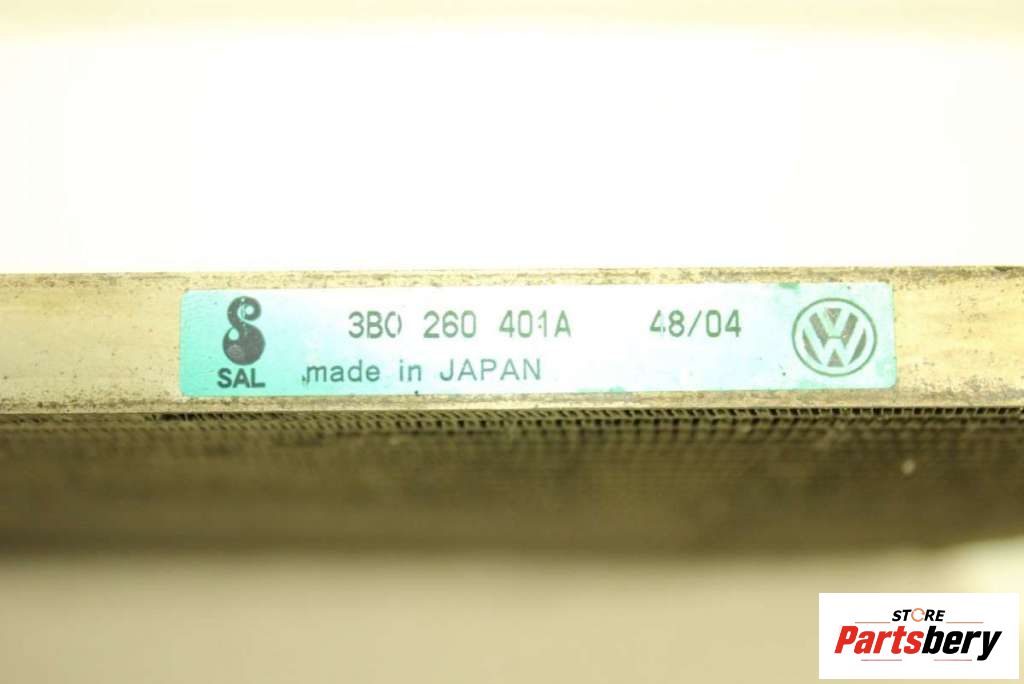 3B0 260 401A 48/04
SAL made in JAPAN
STORE
Partsbery